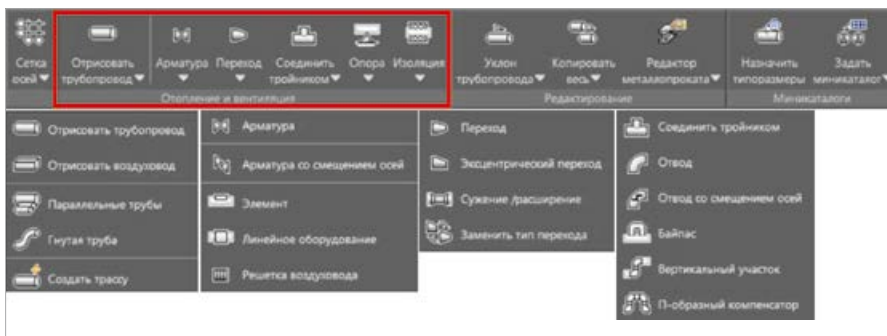 Сетка осей
Отрисовать трубопровод
Арматура
Переход
Соединить тройником
Опора
Изоляция
Уклон трубопровода
Копировать весь
Редактор металлопроката
Назначить типоразмеры
Задать миникаталог
Отопление и вентиляция
Редактирование
Миникаталоги
Отрисовать трубопровод
Отрисовать воздуховод
Параллельные трубы
Гнутая труба
Создать трассу
Арматура
Арматура со смещением осей
Элемент
Линейное оборудование
Решетка воздуховода
Переход
Эксцентрический переход
Сужение /расширение
Заменить тип перехода
Соединить тройником
Отвод
Отвод со смещением осей
Байпас
Вертикальный участок
П-образный компенсатор